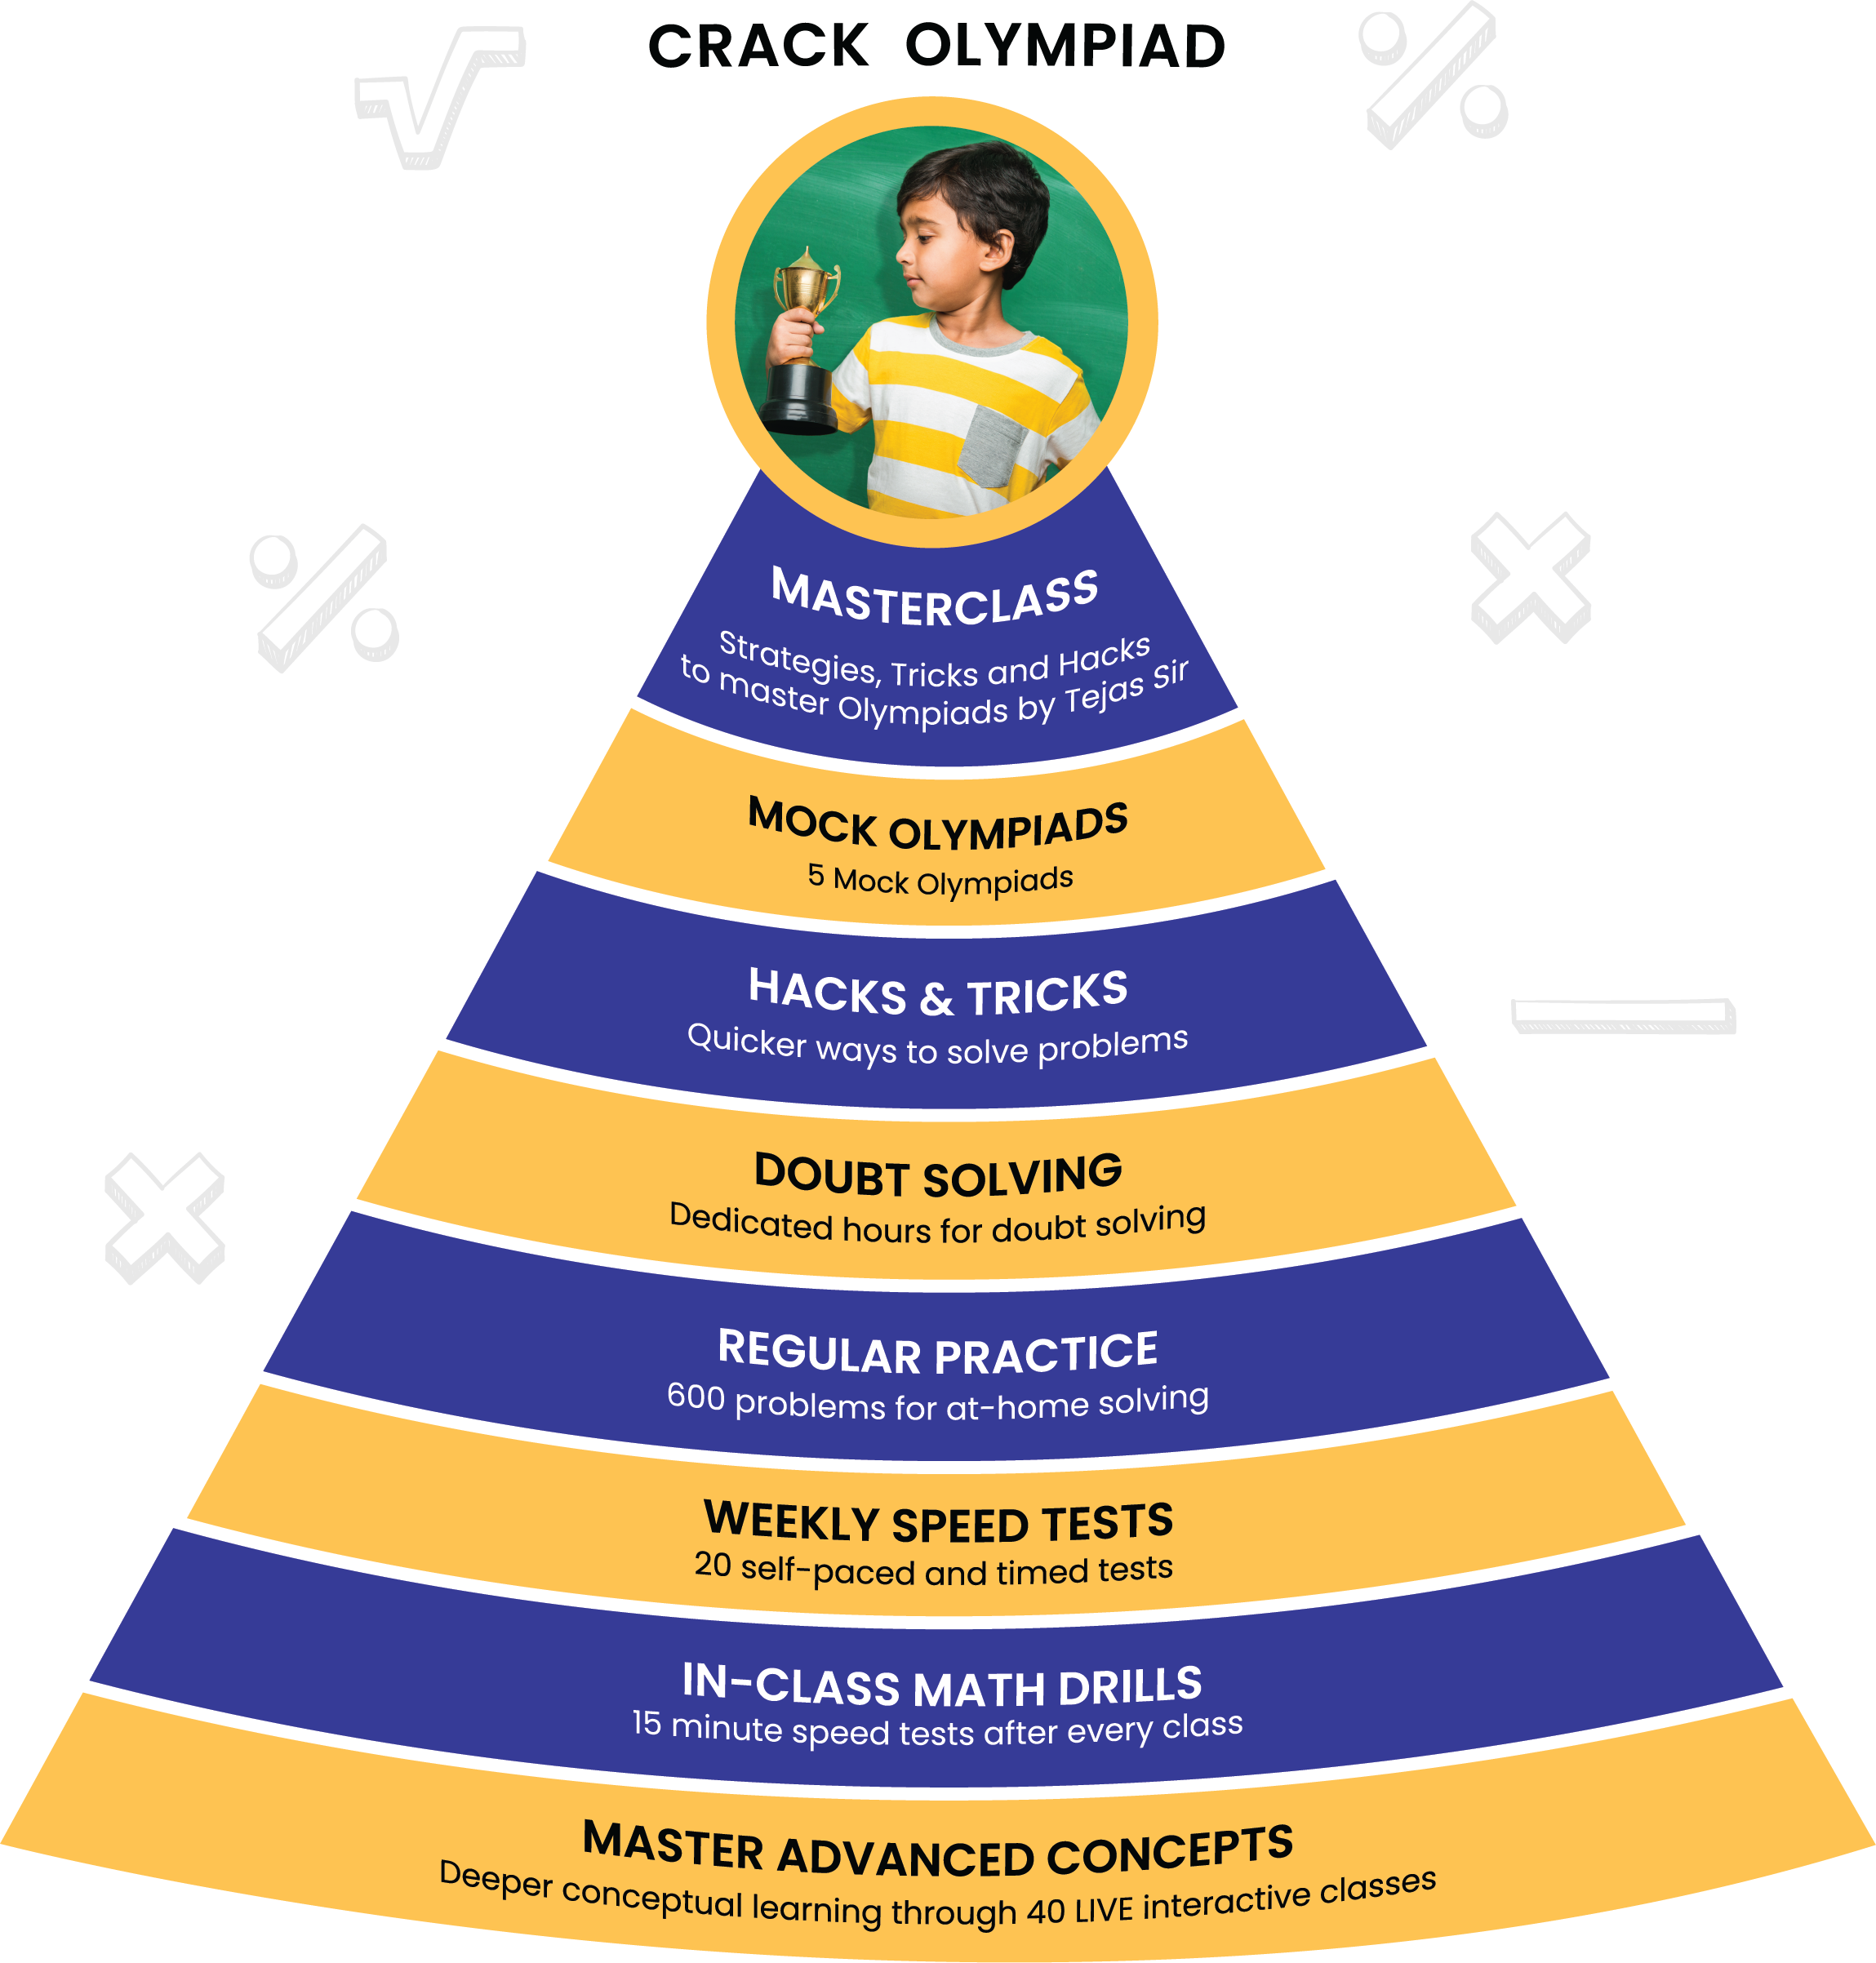 CRACK OLYMPIAD
MASTERCLASS
Strategies, Tricks and Hacks
to master Olympiads by Tejas Sir
MOCK OLYMPIADS
5 Mock Olympiads
HACKS & TRICKS
Quicker ways to solve problems
DOUBT SOLVING
Dedicated hours for doubt solving
REGULAR PRACTICE
600 problems for at-home solving
WEEKLY SPEED TESTS
20 self-paced and timed tests
IN-CLASS MATH DRILLS
15 minute speed tests after every class
MASTER ADVANCED CONCEPTS
Deeper conceptual learning through 40 LIVE interactive classes